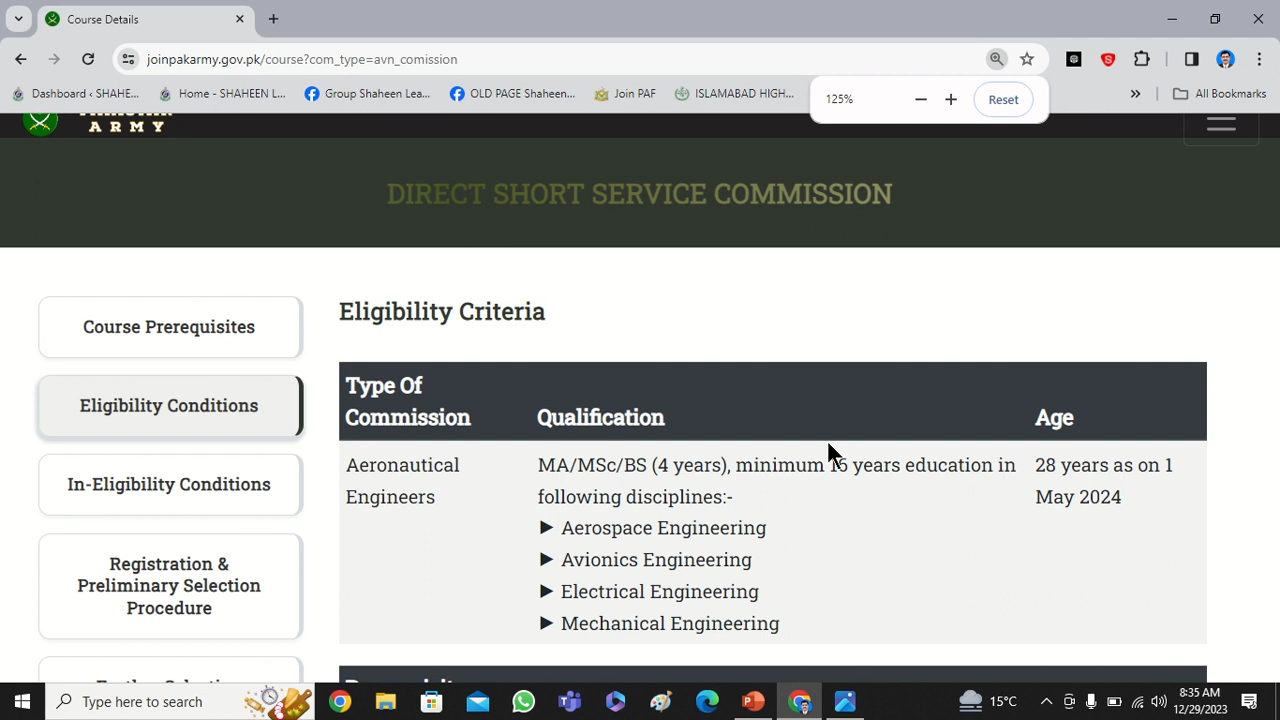 Course Details
joinpakarmy.gov.pk/course?com_type=avn_comission
Dashboard ‹ SHAHE...
Home - SHAHEEN L...
Group Shaheen Lea...
OLD PAGE Shaheen...
Join PAF
ISLAMABAD HIGH...
All Bookmarks
125%
Reset
ARMY
DIRECT SHORT SERVICE COMMISSION
Course Prerequisites
Eligibility Conditions
In-Eligibility Conditions
Registration &
Preliminary Selection
Procedure
Eligibility Criteria
Type Of
Commission
Qualification
Age
Aeronautical
Engineers
MA/MSc/BS (4 years), minimum years education in
following disciplines:-
► Aerospace Engineering
► Avionics Engineering
► Electrical Engineering
► Mechanical Engineering
28 years as on 1
May 2024
Type here to search
15°C
8:35 AM
12/29/2023